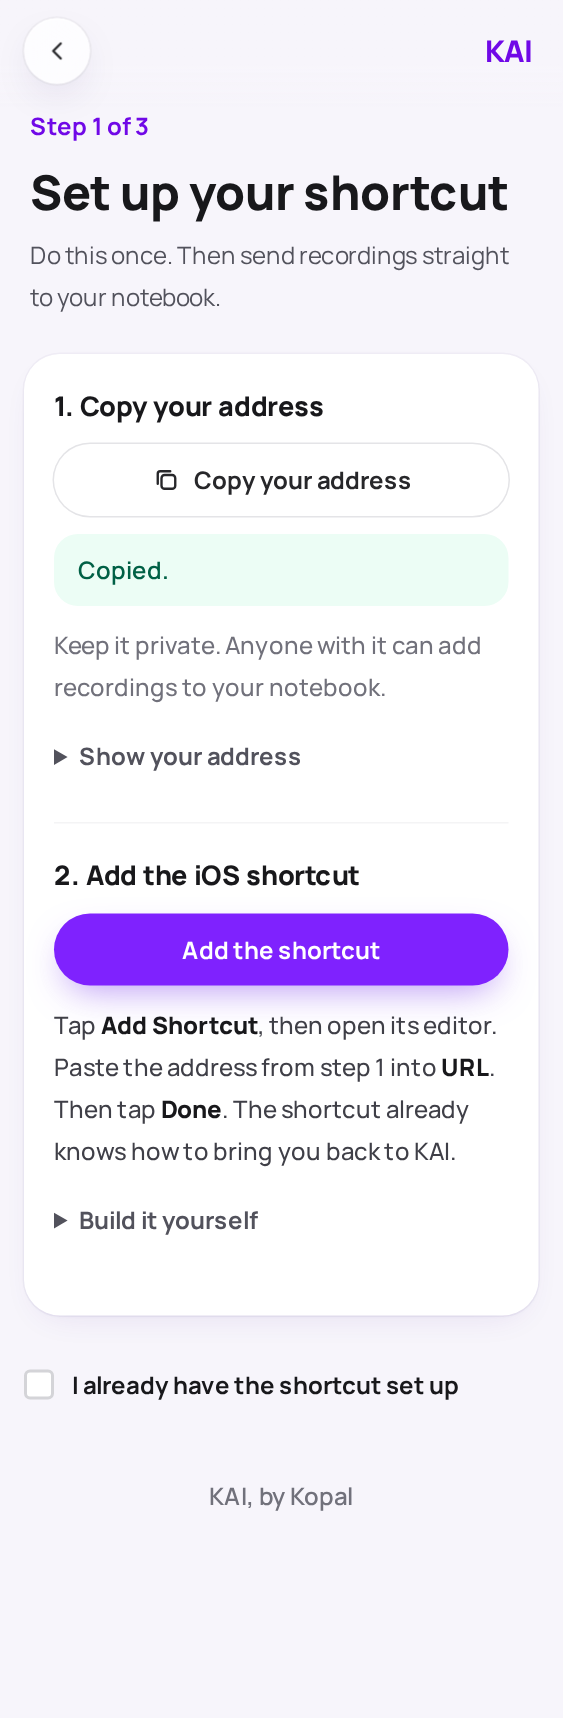 KAI
Step 1 of 3
Set up your shortcut
Do this once. Then send recordings straight
to your notebook.
1. Copy your address
Copy your address
Copied.
Keep it private. Anyone with it can add
recordings to your notebook.
Show your address
2. Add the iOS shortcut
Add the shortcut
Tap Add Shortcut, then open its editor.
Paste the address from step 1 into URL.
Then tap Done. The shortcut already
knows how to bring you back to KAI.
Build it yourself
I already have the shortcut set up
KAI, by Kopal